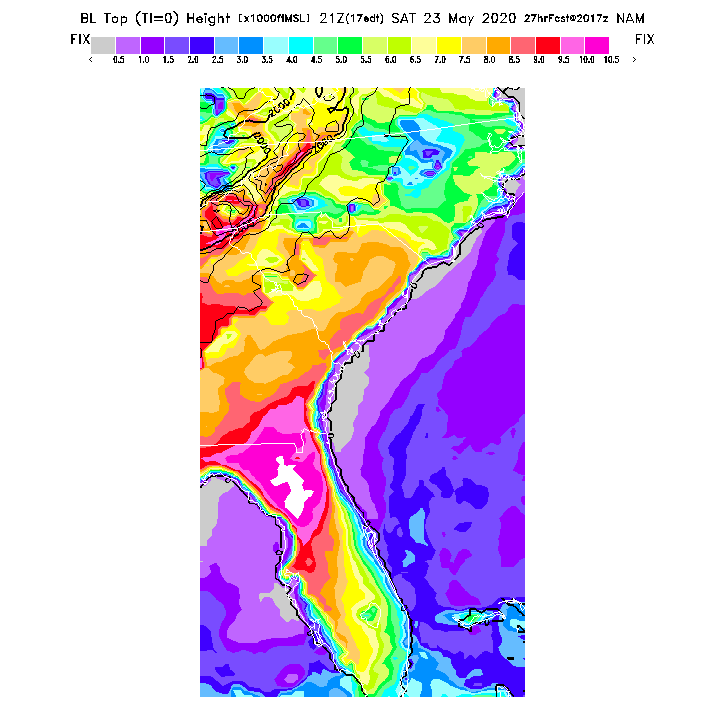 BL Top (TI=0) Height [x1000ftMSL] 21Z(17edt) SAT 23 May 2020 27hrFcst@2017z NAM
FIX FIX
< 0.5 1.0 1.5 2.0 2.5 3.0 3.5 4.0 4.5 5.0 5.5 6.0 6.5 7.0 7.5 8.0 8.5 9.0 9.5 10.0 10.5 >
2000
2000
2000